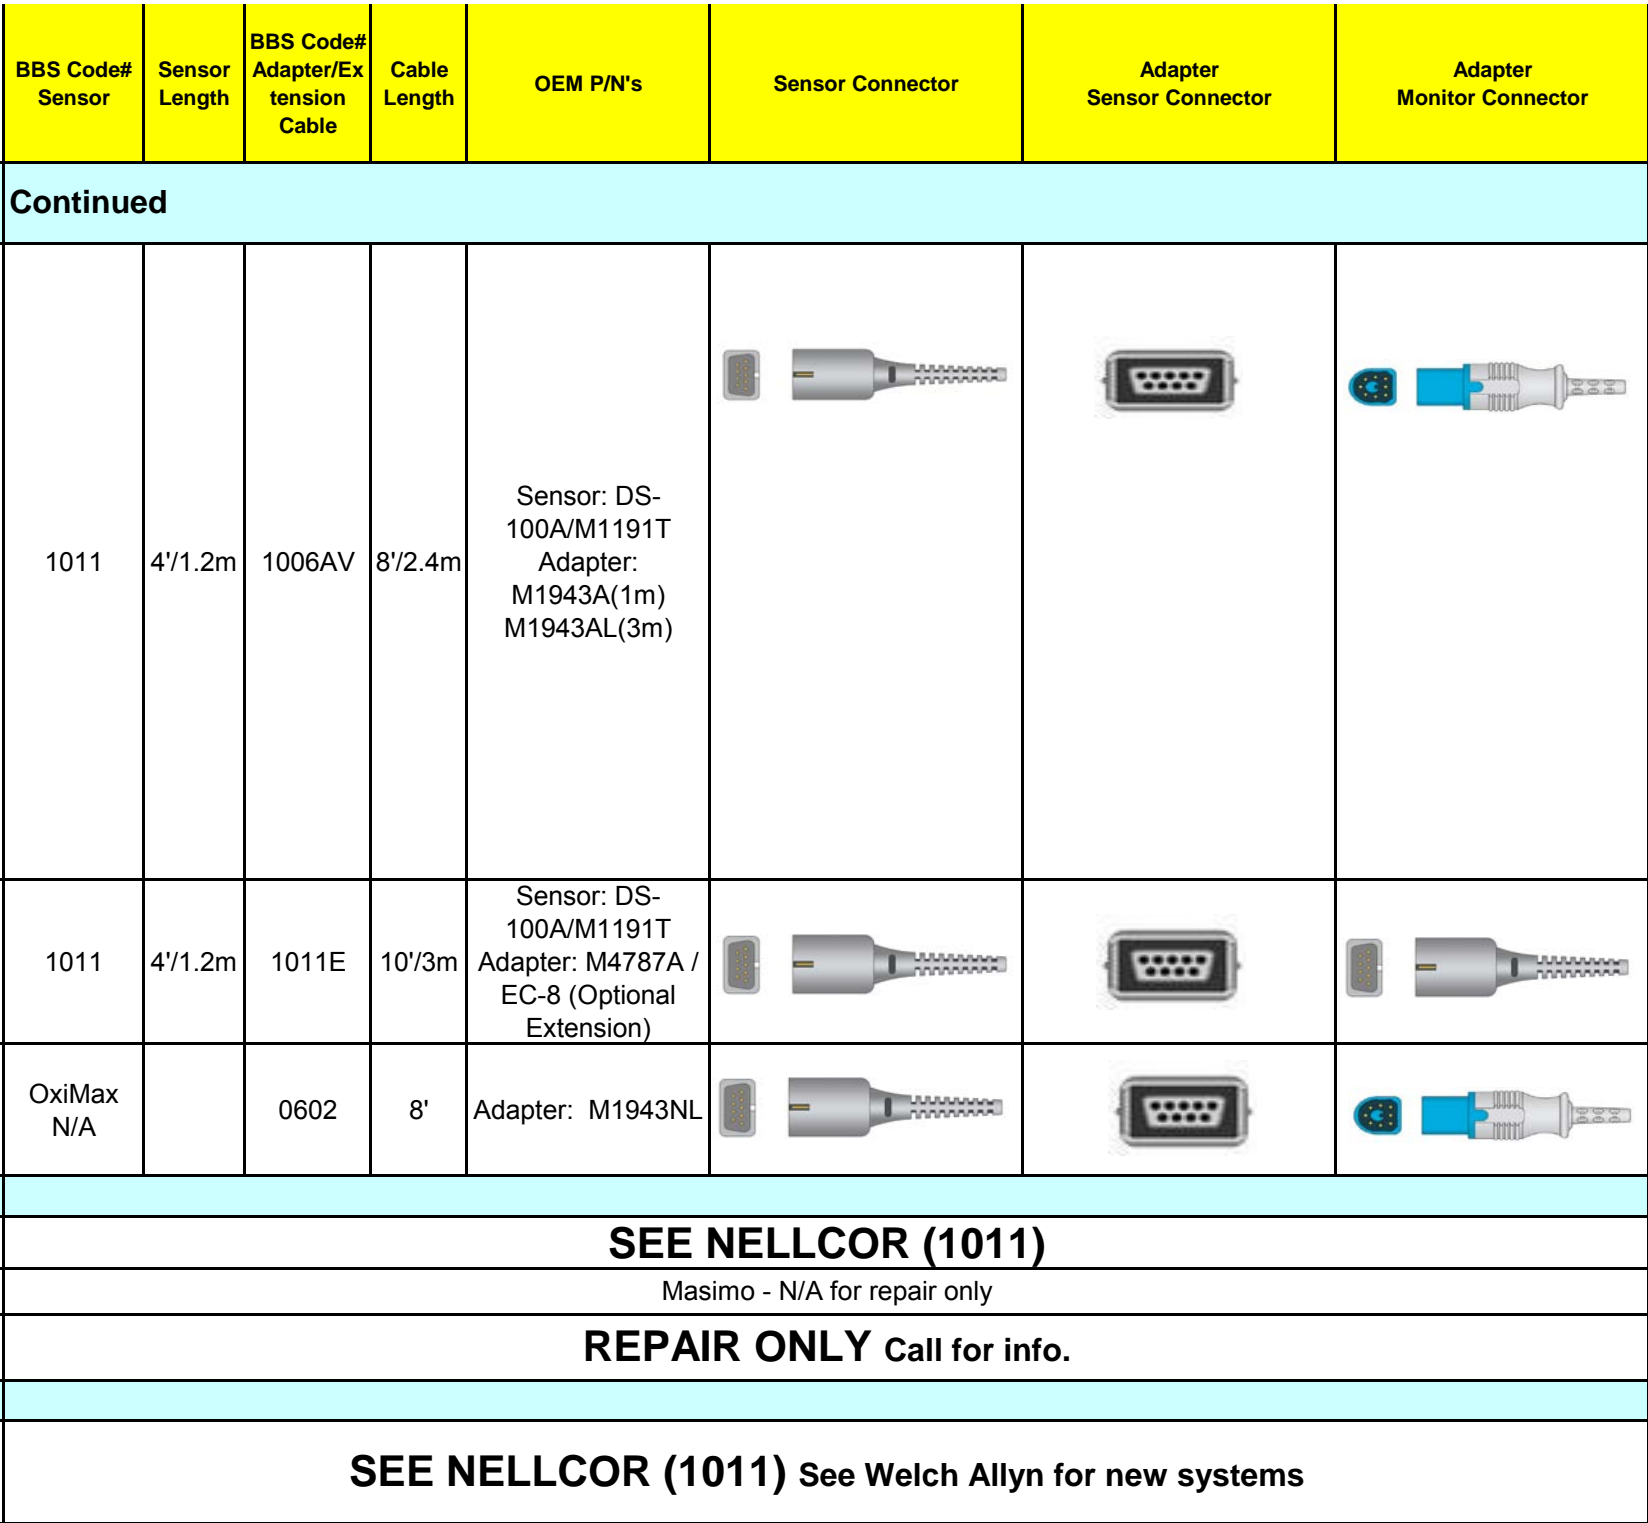 BBS Code#
Sensor
Sensor
Length
BBS Code#
Adapter/Ex
tension
Cable
Cable
Length
OEM P/N's
Sensor Connector
Adapter
Sensor Connector
Adapter
Monitor Connector
Continued
1011
4'/1.2m
1006AV
8'/2.4m
Sensor: DS-
100A/M1191T
Adapter:
M1943A(1m)
M1943AL(3m)
1011
4'/1.2m
1011E
10'/3m
Sensor: DS-
100A/M1191T
Adapter: M4787A /
EC-8 (Optional
Extension)
OxiMax
N/A
0602
8'
Adapter:  M1943NL
SEE NELLCOR (1011)
Masimo - N/A for repair only
REPAIR ONLY Call for info.
SEE NELLCOR (1011) See Welch Allyn for new systems